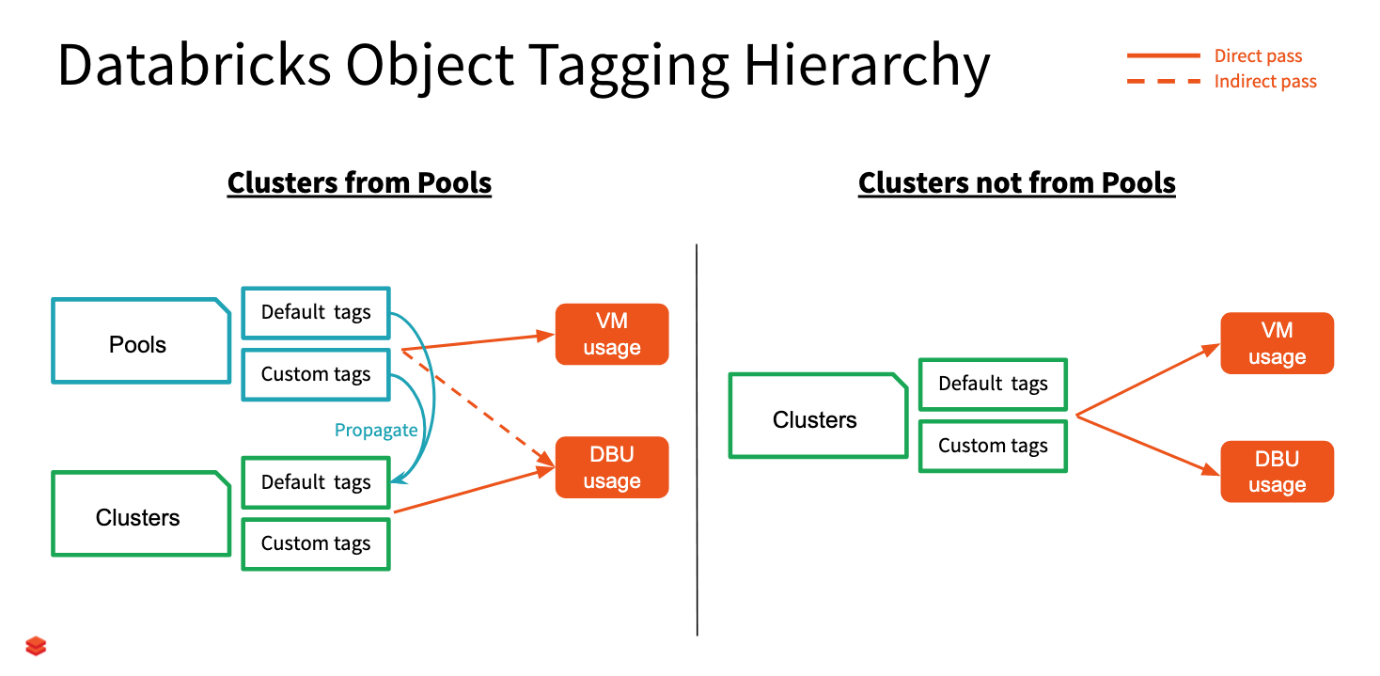 Databricks Object Tagging Hierarchy
Direct pass
Indirect pass
Clusters from Pools
Pools
Default tags
Custom tags
Propagate
Clusters
Default tags
Custom tags
VM
usage
DBU
usage
Clusters not from Pools
Clusters
Default tags
Custom tags
VM
usage
DBU
usage